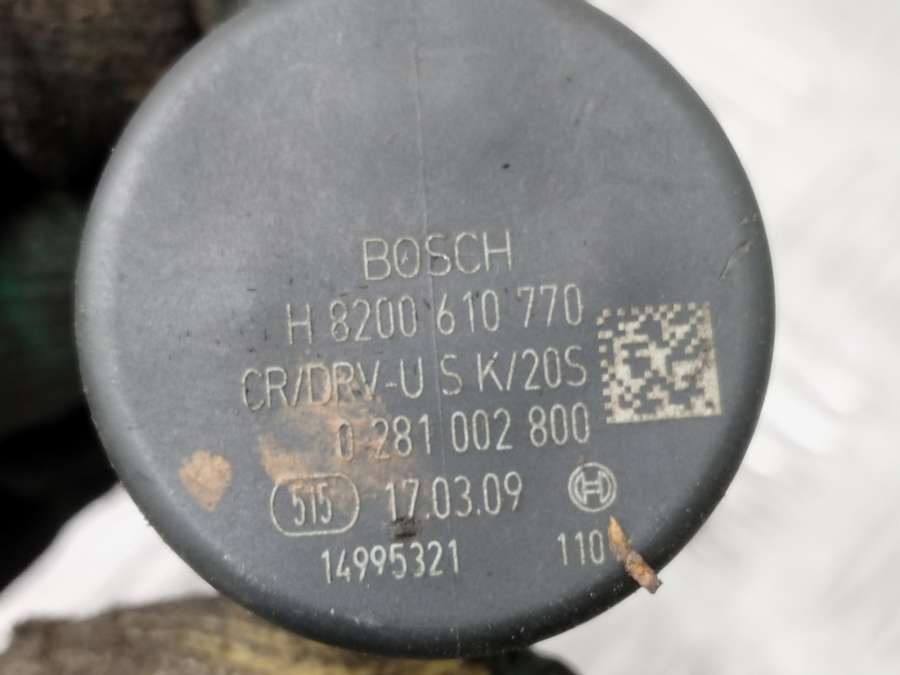 BOSCH
H 8200 610 770
CR/DRV-U S K/20S
0 281 002 800
515 17.03.09 H
14995321 110